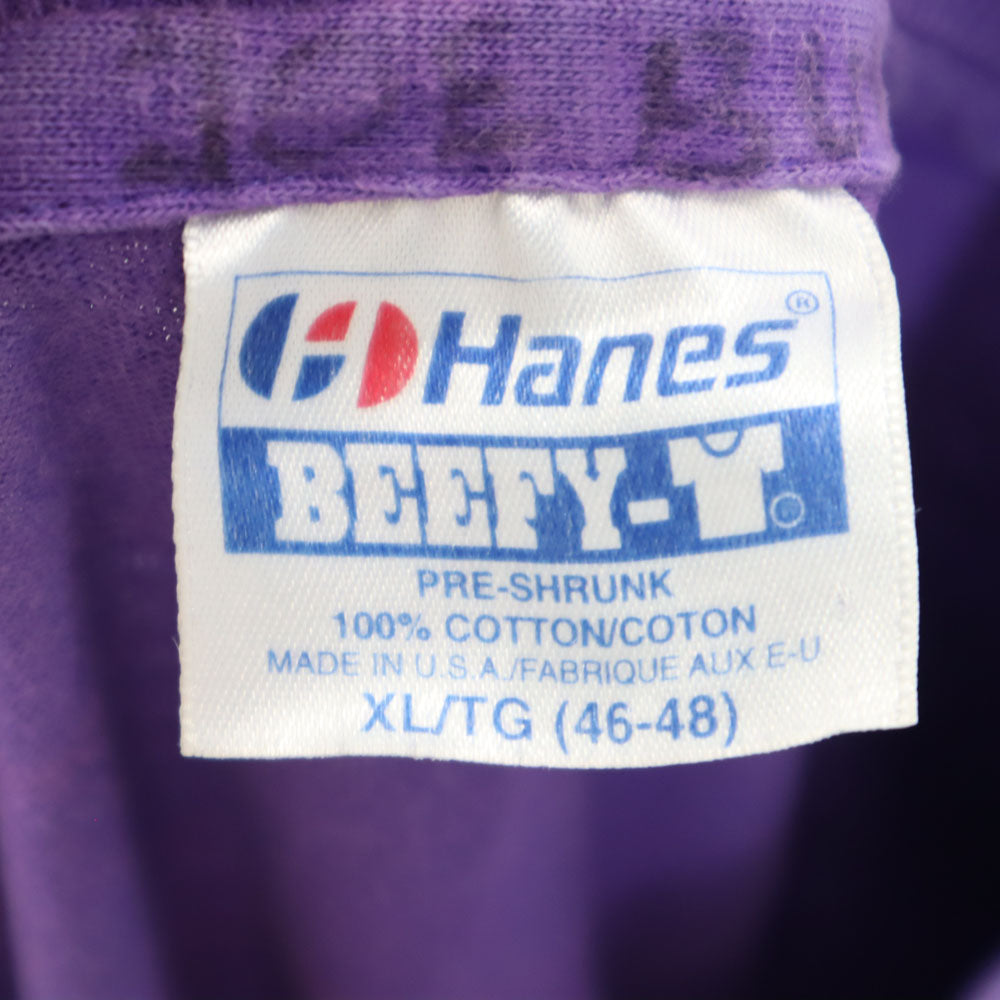 Hanes®
BEEFY-T®
PRE-SHRUNK
100% COTTON/COTON
MADE IN U.S.A./FABRIQUE AUX E-U
XL/TG (46-48)